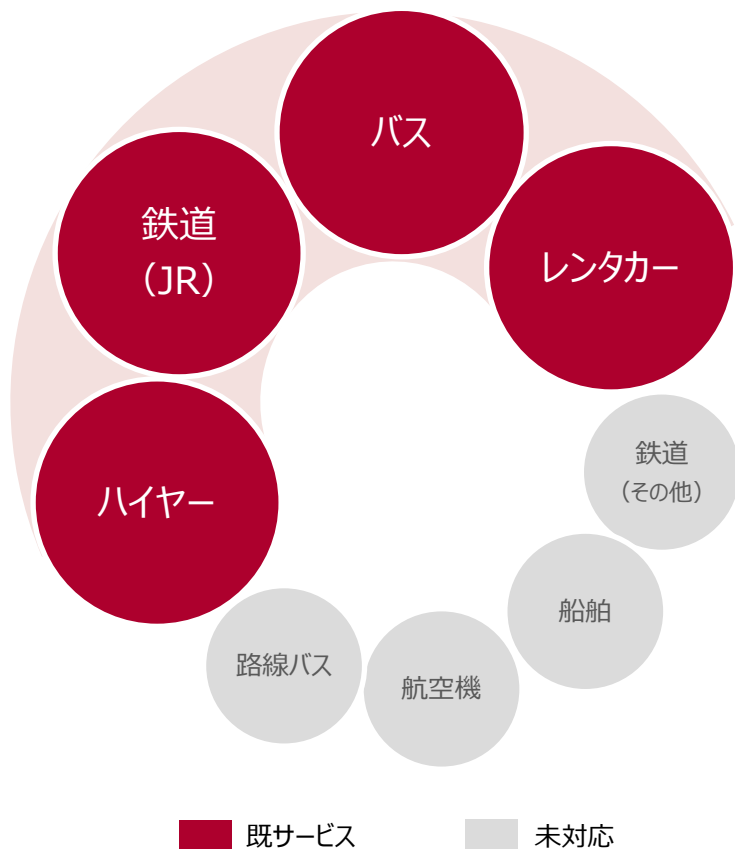 バス
鉄道
（JR）
レンタカー
ハイヤー
鉄道
（その他）
船舶
路線バス
航空機
既サービス
未対応